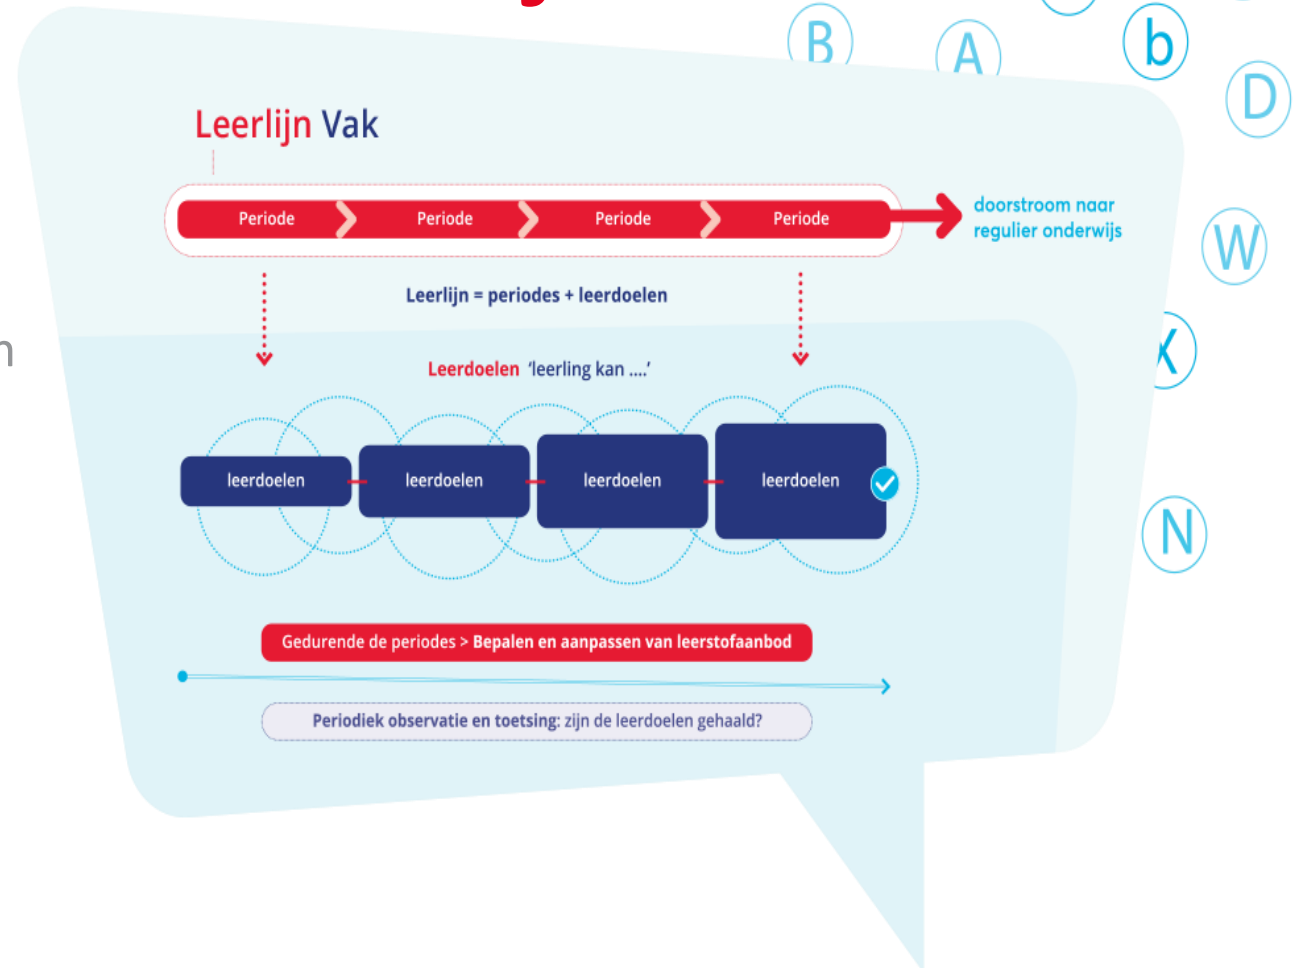 B
A
b
D
Leerlijn Vak
Periode
Periode
Periode
Periode
doorstroom naar
regulier onderwijs
W
Leerlijn = periodes + leerdoelen
n
X
Leerdoelen 'leerling kan ....'
leerdoelen
leerdoelen
leerdoelen
leerdoelen
N
Gedurende de periodes > Bepalen en aanpassen van leerstofaanbod
Periodiek observatie en toetsing: zijn de leerdoelen gehaald?